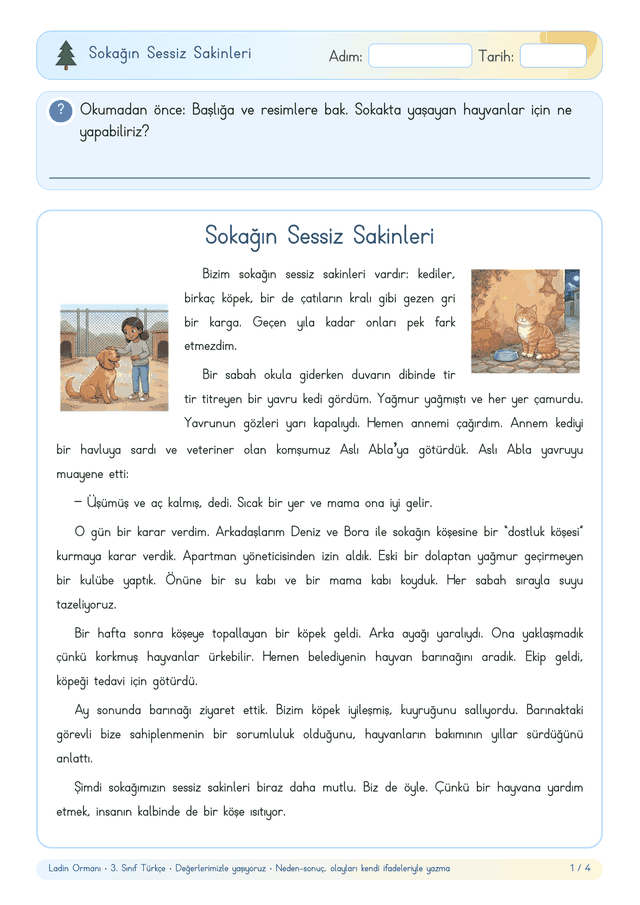 Sokağın Sessiz Sakinleri
Adım:
Tarih:
? Okumadan önce: Başlığa ve resimlere bak. Sokakta yaşayan hayvanlar için ne
yapabiliriz?
Sokağın Sessiz Sakinleri
Bizim sokağın sessiz sakinleri vardır: kediler,
birkaç köpek, bir de çatıların kralı gibi gezen gri
bir karga. Geçen yıla kadar onları pek fark
etmezdim.
Bir sabah okula giderken duvarın dibinde tir
tir titreyen bir yavru kedi gördüm. Yağmur yağmıştı ve her yer çamurdu.
Yavrunun gözleri yarı kapalıydı. Hemen annemi çağırdım. Annem kediyi
bir havluya sardı ve veteriner olan komşumuz Aslı Abla’ya götürdük. Aslı Abla yavruyu
muayene etti:
– Üşümüş ve aç kalmış, dedi. Sıcak bir yer ve mama ona iyi gelir.
O gün bir karar verdim. Arkadaşlarım Deniz ve Bora ile sokağın köşesine bir "dostluk köşesi"
kurmaya karar verdik. Apartman yöneticisinden izin aldık. Eski bir dolaptan yağmur geçirmeyen
bir kulübe yaptık. Önüne bir su kabı ve bir mama kabı koyduk. Her sabah sırayla suyu
tazeliyoruz.
Bir hafta sonra köşeye topallayan bir köpek geldi. Arka ayağı yaralıydı. Ona yaklaşmadık
çünkü korkmuş hayvanlar ürkebilir. Hemen belediyenin hayvan barınağını aradık. Ekip geldi,
köpeği tedavi için götürdü.
Ay sonunda barınağı ziyaret ettik. Bizim köpek iyileşmiş, kuyruğunu sallıyordu. Barınaktaki
görevli bize sahiplenmenin bir sorumluluk olduğunu, hayvanların bakımının yıllar sürdüğünü
anlattı.
Şimdi sokağımızın sessiz sakinleri biraz daha mutlu. Biz de öyle. Çünkü bir hayvana yardım
etmek, insanın kalbinde de bir köşe ısıtıyor.
Ladin Ormanı • 3. Sınıf Türkçe • Değerlerimizle yaşıyoruz • Neden-sonuç, olayları kendi ifadeleriyle yazma
1 / 4